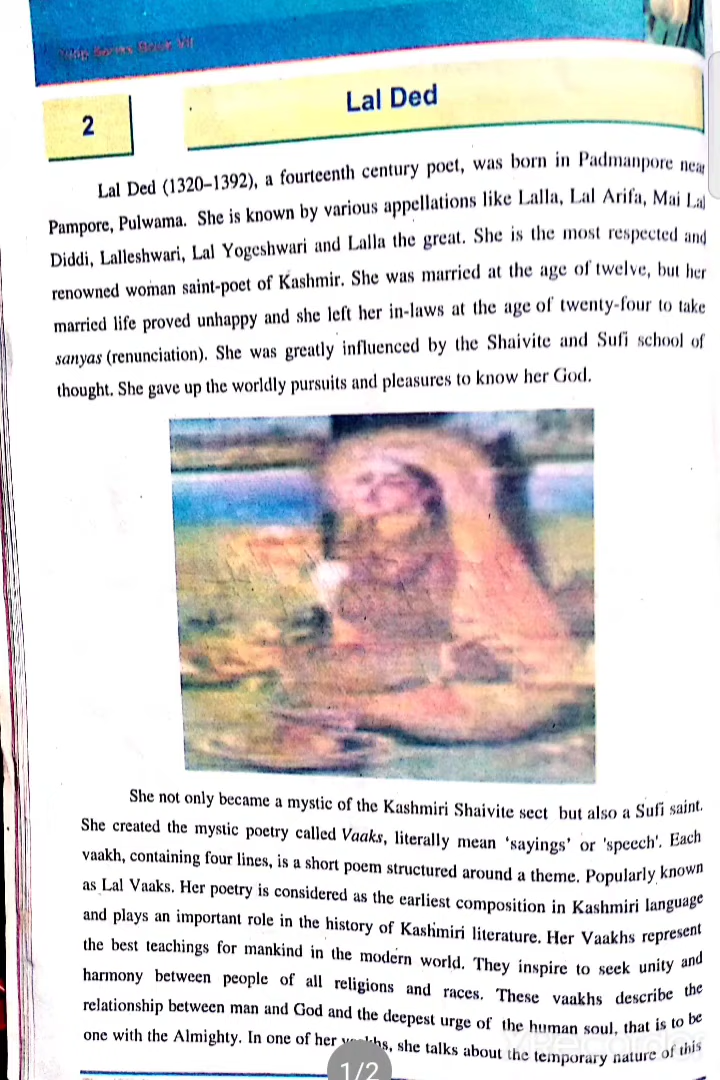 2
Lal Ded
Lal Ded (1320–1392), a fourteenth century poet, was born in Padmanpore near
Pampore, Pulwama. She is known by various appellations like Lalla, Lal Arifa, Mai Lal
Diddi, Lalleshwari, Lal Yogeshwari and Lalla the great. She is the most respected and
renowned woman saint-poet of Kashmir. She was married at the age of twelve, but her
married life proved unhappy and she left her in-laws at the age of twenty-four to take
sanyas (renunciation). She was greatly influenced by the Shaivite and Sufi school of
thought. She gave up the worldly pursuits and pleasures to know her God.
She not only became a mystic of the Kashmiri Shaivite sect but also a Sufi saint.
She created the mystic poetry called Vaaks, literally mean ‘sayings’ or 'speech'. Each
vaakh, containing four lines, is a short poem structured around a theme. Popularly known
as Lal Vaaks. Her poetry is considered as the earliest composition in Kashmiri language
and plays an important role in the history of Kashmiri literature. Her Vaakhs represent
the best teachings for mankind in the modern world. They inspire to seek unity and
harmony between people of all religions and races. These vaakhs describe the
relationship between man and God and the deepest urge of the human soul, that is to be
one with the Almighty. In one of her vaakhs, she talks about the temporary nature of this
1/2